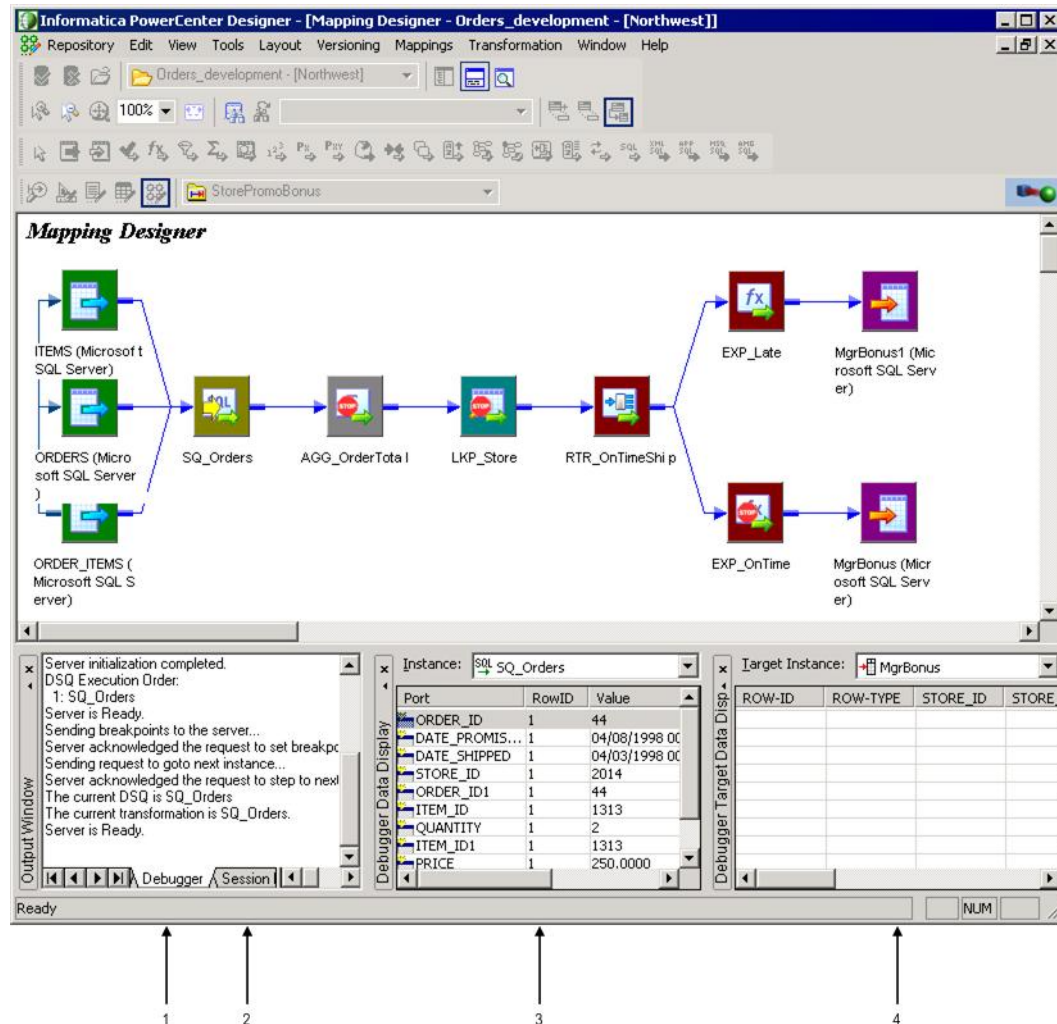 Informatica PowerCenter Designer - [Mapping Designer - Orders_development - [Northwest]]
Repository Edit View Tools Layout Versioning Mappings Transformation Window Help
Orders_development - [Northwest]
100%
StorePromoBonus
Mapping Designer
ITEMS (Microsof t
SQL Server)
ORDERS (Micro
soft SQL Server
)
ORDER_ITEMS (
Microsoft SQL S
erver)
SQ_Orders
AGG_OrderTota l
LKP_Store
RTR_OnTimeShi p
EXP_Late
MgrBonus1 (Mic
rosoft SQL Serv
er)
EXP_OnTime
MgrBonus (Micr
osoft SQL Serv
er)
Output Window
Server initialization completed.
DSQ Execution Order:
1: SQ_Orders
Server is Ready.
Sending breakpoints to the server...
Server acknowledged the request to set breakpo
Sending request to goto next instance...
Server acknowledged the request to step to next
The current DSQ is SQ_Orders
The current transformation is SQ_Orders.
Server is Ready.
Debugger Session
Debugger Data Display
Instance: SQL SQ_Orders
Port RowID Value
ORDER_ID 1 44
DATE_PROMIS... 1 04/08/1998 00
DATE_SHIPPED 1 04/03/1998 00
STORE_ID 1 2014
ORDER_ID1 1 44
ITEM_ID 1 1313
QUANTITY 1 2
ITEM_ID1 1 1313
PRICE 1 250.0000
Debugger Target Data Disp
Target Instance: MgrBonus
ROW-ID ROW-TYPE STORE_ID STORE_
Ready NUM
1 2 3 4